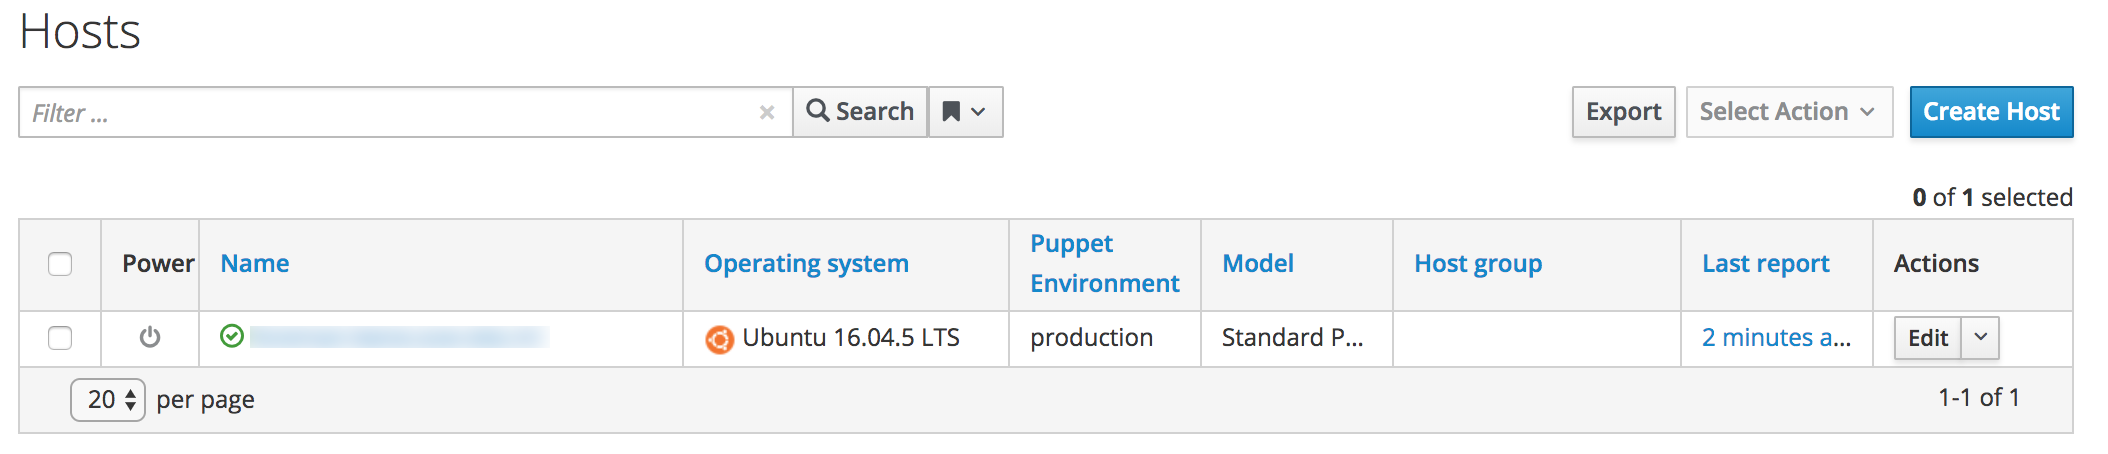 Hosts
Filter ...
Search
Export
Select Action
Create Host
0 of 1 selected
Power
Name
Operating system
Puppet
Environment
Model
Host group
Last report
Actions
Ubuntu 16.04.5 LTS
production
Standard P...
2 minutes a...
Edit
20 per page
1-1 of 1